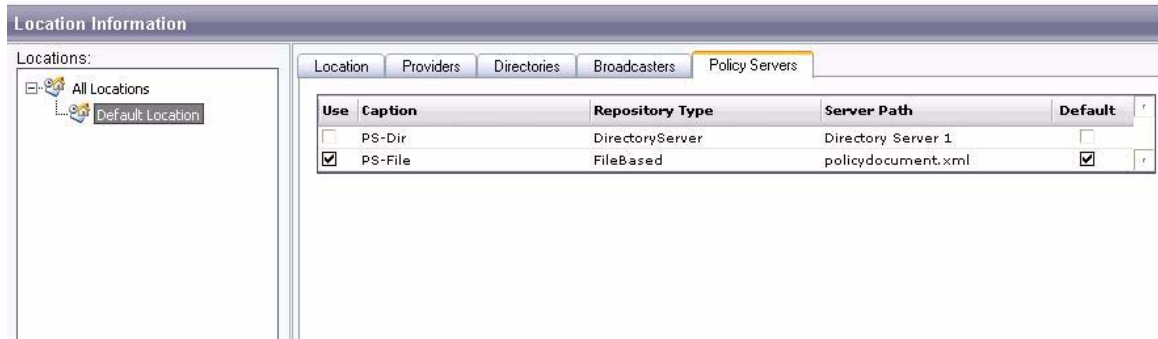 Location Information
Locations:
All Locations
Default Location
Location Providers Directories Broadcasters Policy Servers
Use Caption Repository Type Server Path Default
PS-Dir DirectoryServer Directory Server 1
PS-File FileBased policydocument.xml